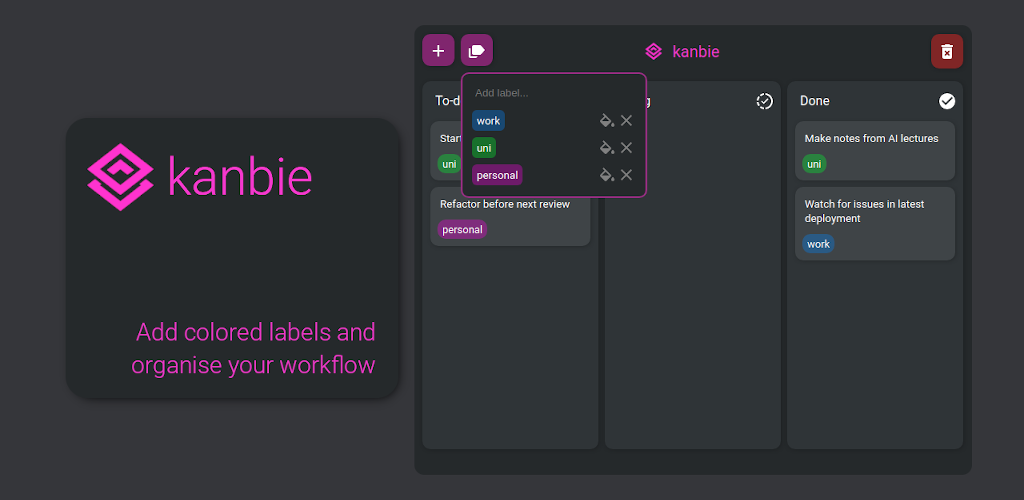 kanbie
Add colored labels and
organise your workflow
kanbie
Add label...
work
uni
personal
To-d
Start
uni
Refactor before next review
personal
g
Done
Make notes from AI lectures
uni
Watch for issues in latest
deployment
work